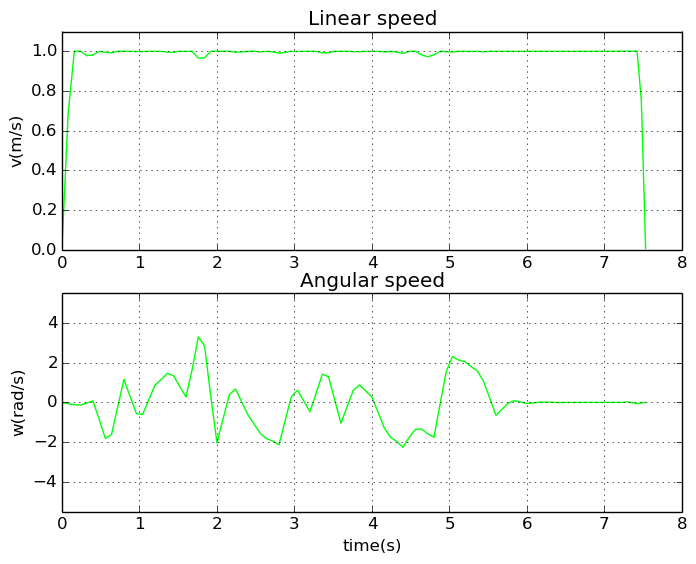 Linear speed
v(m/s)
1.0
0.8
0.6
0.4
0.2
0.0
0 1 2 3 4 5 6 7 8
Angular speed
w(rad/s)
4
2
0
−2
−4
0 1 2 3 4 5 6 7 8
time(s)